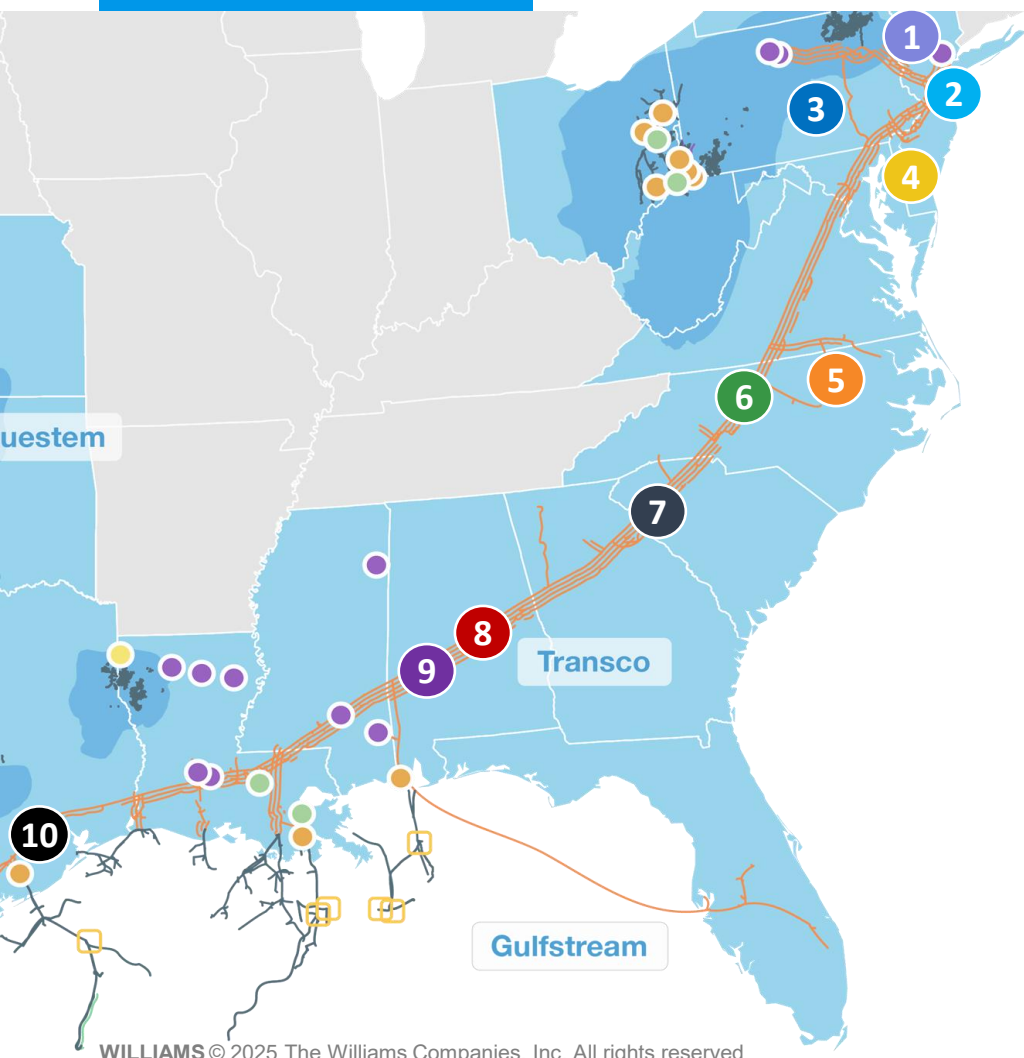 1
2
3
4
5
6
uestem
7
8
Transco
9
10
Gulfstream
WILLIAMS © 2025 The Williams Companies, Inc. All rights reserved